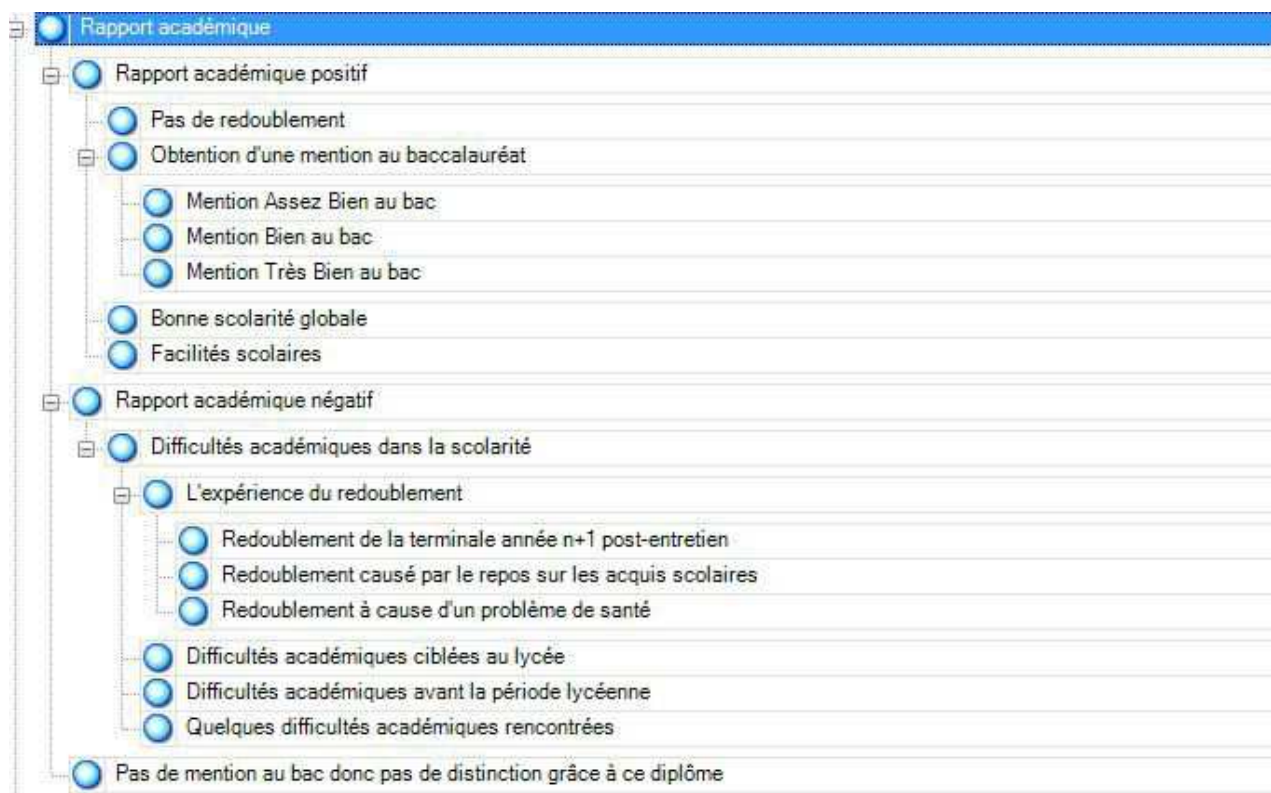 Rapport académique
Rapport académique positif
Pas de redoublement
Obtention d'une mention au baccalauréat
Mention Assez Bien au bac
Mention Bien au bac
Mention Très Bien au bac
Bonne scolarité globale
Facilités scolaires
Rapport académique négatif
Difficultés académiques dans la scolarité
L'expérience du redoublement
Redoublement de la terminale année n+1 post-entretien
Redoublement causé par le repos sur les acquis scolaires
Redoublement à cause d'un problème de santé
Difficultés académiques ciblées au lycée
Difficultés académiques avant la période lycéenne
Quelques difficultés académiques rencontrées
Pas de mention au bac donc pas de distinction grâce à ce diplôme